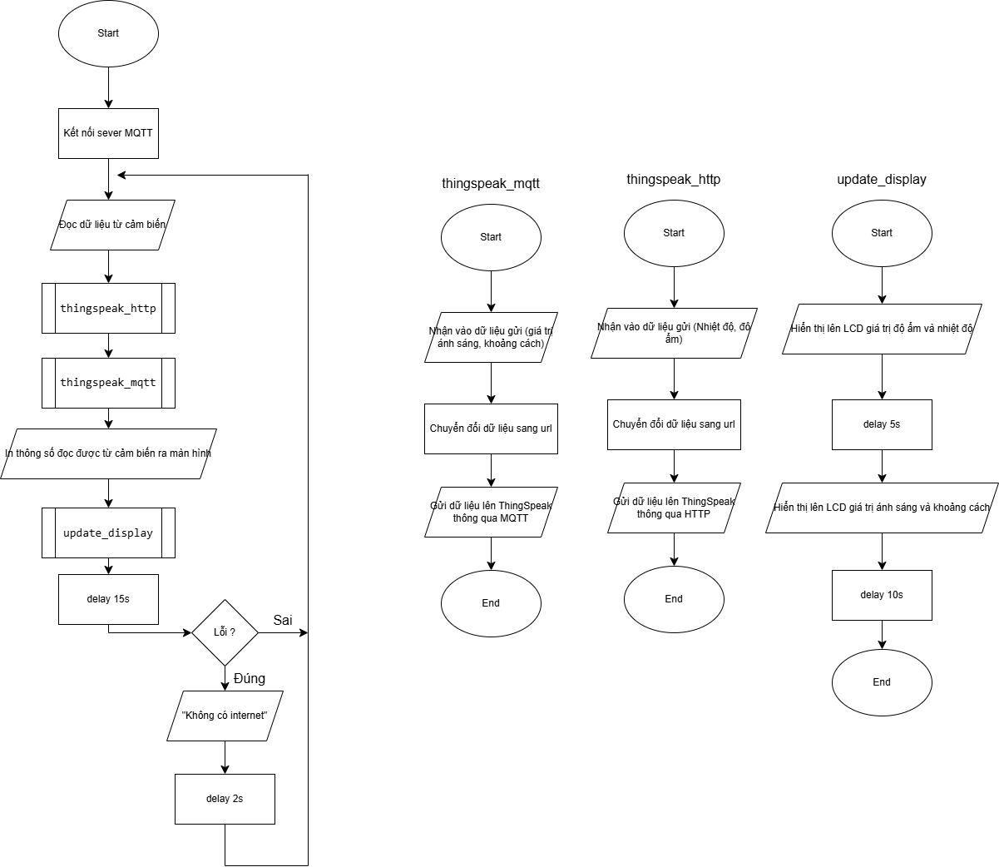 Start
Kết nối sever MQTT
Đọc dữ liệu từ cảm biến
thingspeak_http
thingspeak_mqtt
In thông số đọc được từ cảm biến ra màn hình
update_display
delay 15s
Lỗi ?
Sai
Đúng
"Không có internet"
delay 2s
thingspeak_mqtt
Start
Nhận vào dữ liệu gửi (giá trị
ánh sáng, khoảng cách)
Chuyển đổi dữ liệu sang url
Gửi dữ liệu lên ThingSpeak
thông qua MQTT
End
thingspeak_http
Start
Nhận vào dữ liệu gửi (Nhiệt độ, độ
ẩm)
Chuyển đổi dữ liệu sang url
Gửi dữ liệu lên ThingSpeak
thông qua HTTP
End
update_display
Start
Hiển thị lên LCD giá trị độ ẩm và nhiệt độ
delay 5s
Hiển thị lên LCD giá trị ánh sáng và khoảng cách
delay 10s
End